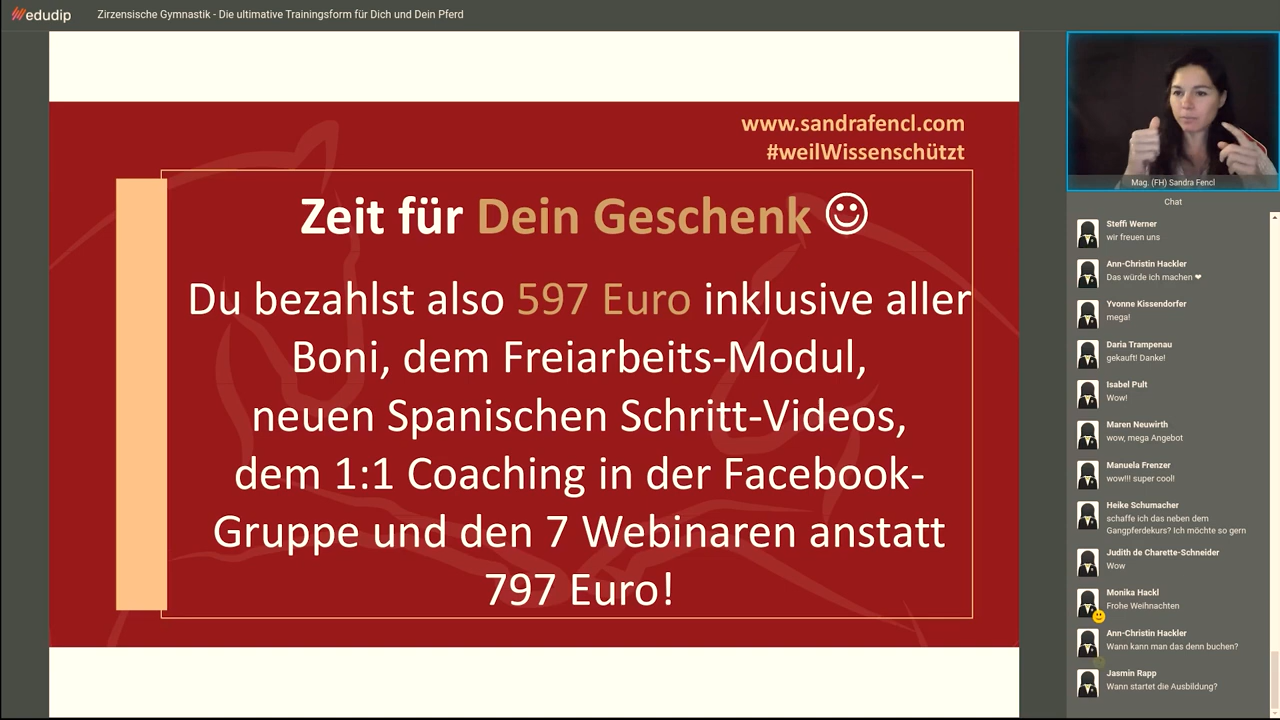 edudip
Zirzensische Gymnastik - Die ultimative Trainingsform für Dich und Dein Pferd
www.sandrafencl.com
#weilWissenschützt
Zeit für Dein Geschenk
Du bezahlst also 597 Euro inklusive aller
Boni, dem Freiarbeits-Modul,
neuen Spanischen Schritt-Videos,
dem 1:1 Coaching in der Facebook-
Gruppe und den 7 Webinaren anstatt
797 Euro!
Mag. (FH) Sandra Fencl
Chat
Steffi Werner
wir freuen uns
Ann-Christin Hackler
Das würde ich machen ❤
Yvonne Kissendorfer
mega!
Daria Trampenau
gekauft! Danke!
Isabel Pult
Wow!
Maren Neuwirth
wow, mega Angebot
Manuela Frenzer
wow!!! super cool!
Heike Schumacher
schaffe ich das neben dem
Gangpferdekurs? Ich möchte so gern
Judith de Charette-Schneider
Wow
Monika Hackl
Frohe Weihnachten
Ann-Christin Hackler
Wann kann man das denn buchen?
Jasmin Rapp
Wann startet die Ausbildung?